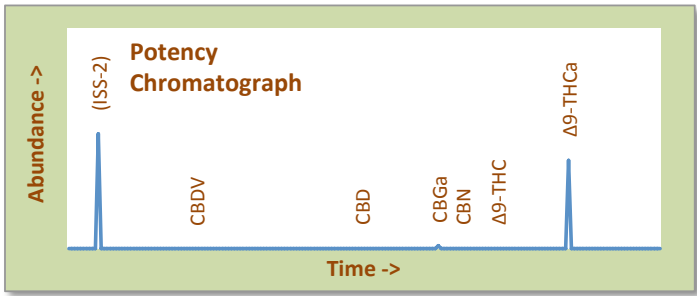 Potency
Chromatograph
Abundance ->
(ISS-2)
CBDV
CBD
CBGa
CBN
Δ9-THC
Δ9-THCa
Time ->